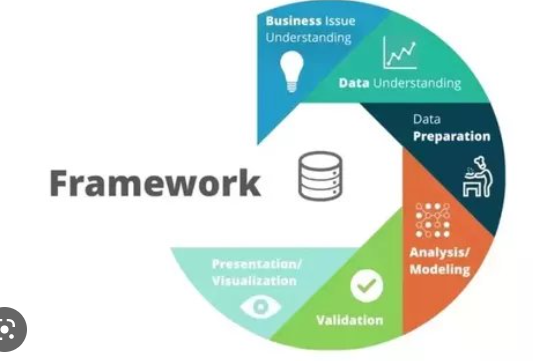 Business Issue
Understanding
Data Understanding
Data
Preparation
Framework
Analysis/
Modeling
Presentation/
Visualization
Validation